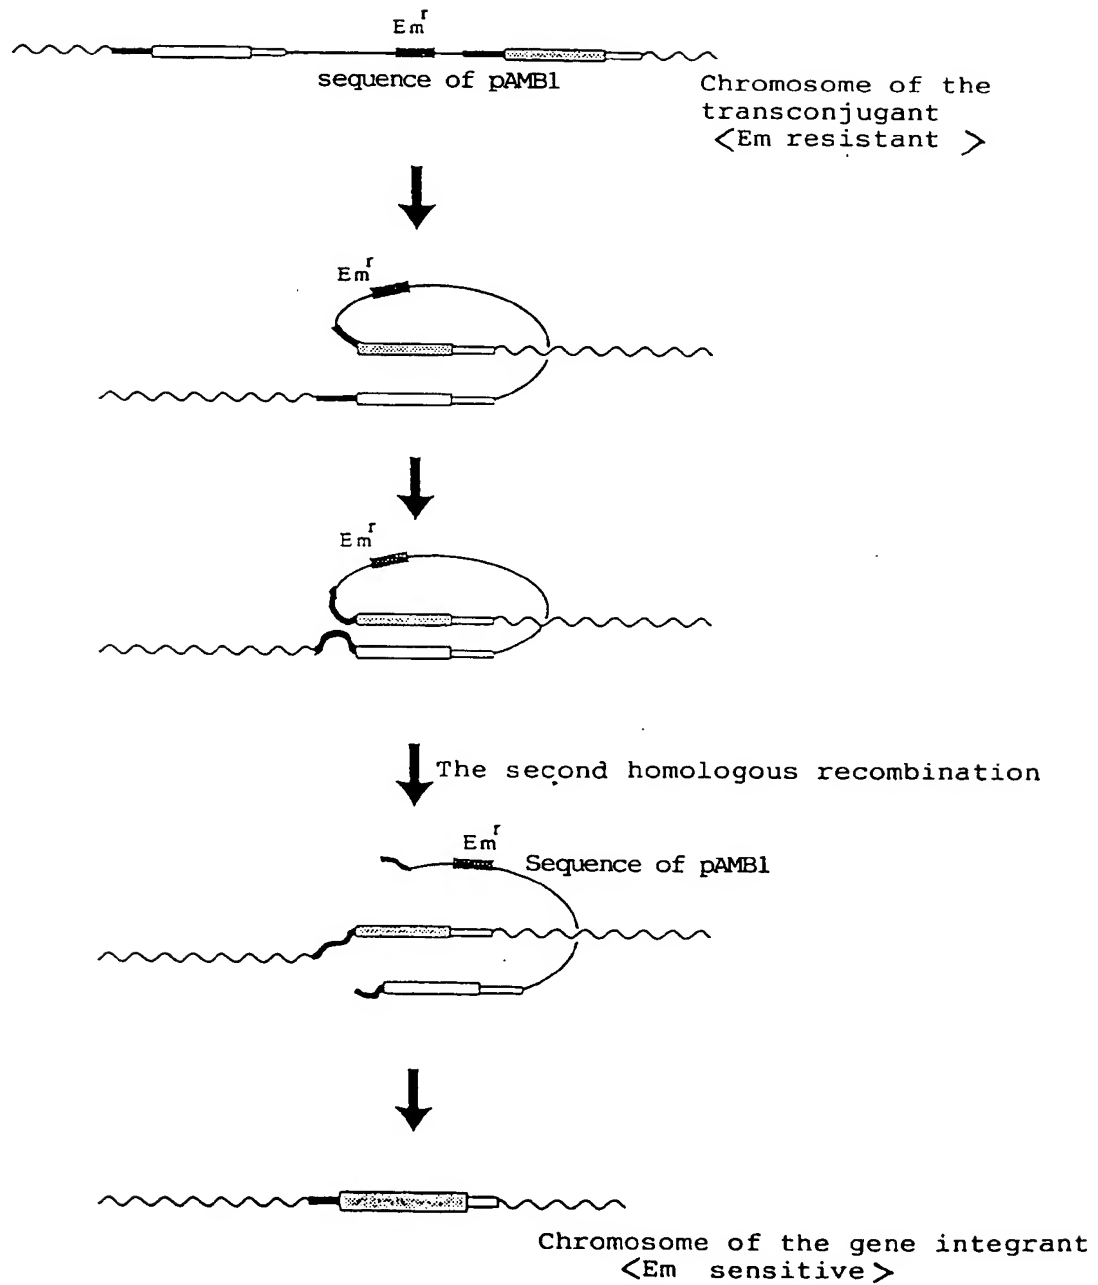 Em^r
sequence of pAMB1
Chromosome of the
transconjugant
<Em resistant >
Em^r
Em^r
The second homologous recombination
Em^r
Sequence of pAMB1
Chromosome of the gene integrant
<Em sensitive>